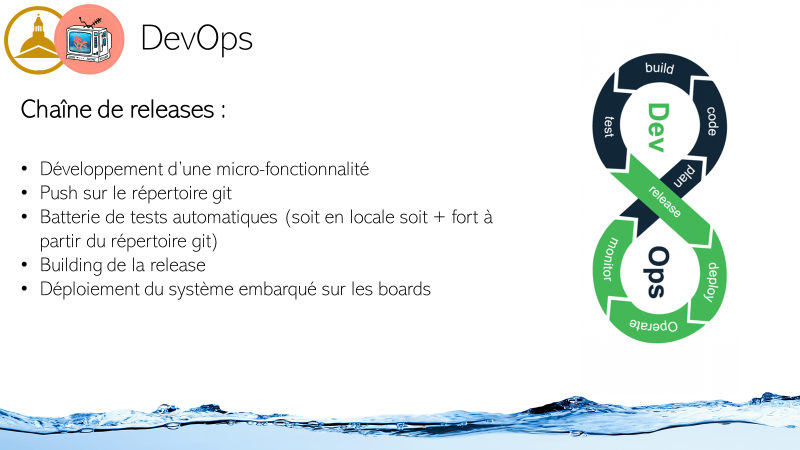 DevOps
Chaîne de releases :
• Développement d'une micro-fonctionnalité
• Push sur le répertoire git
• Batterie de tests automatiques (soit en locale soit + fort à
partir du répertoire git)
• Building de la release
• Déploiement du système embarqué sur les boards
build
code
test
Dev
plan
release
monitor
Ops
deploy
Operate